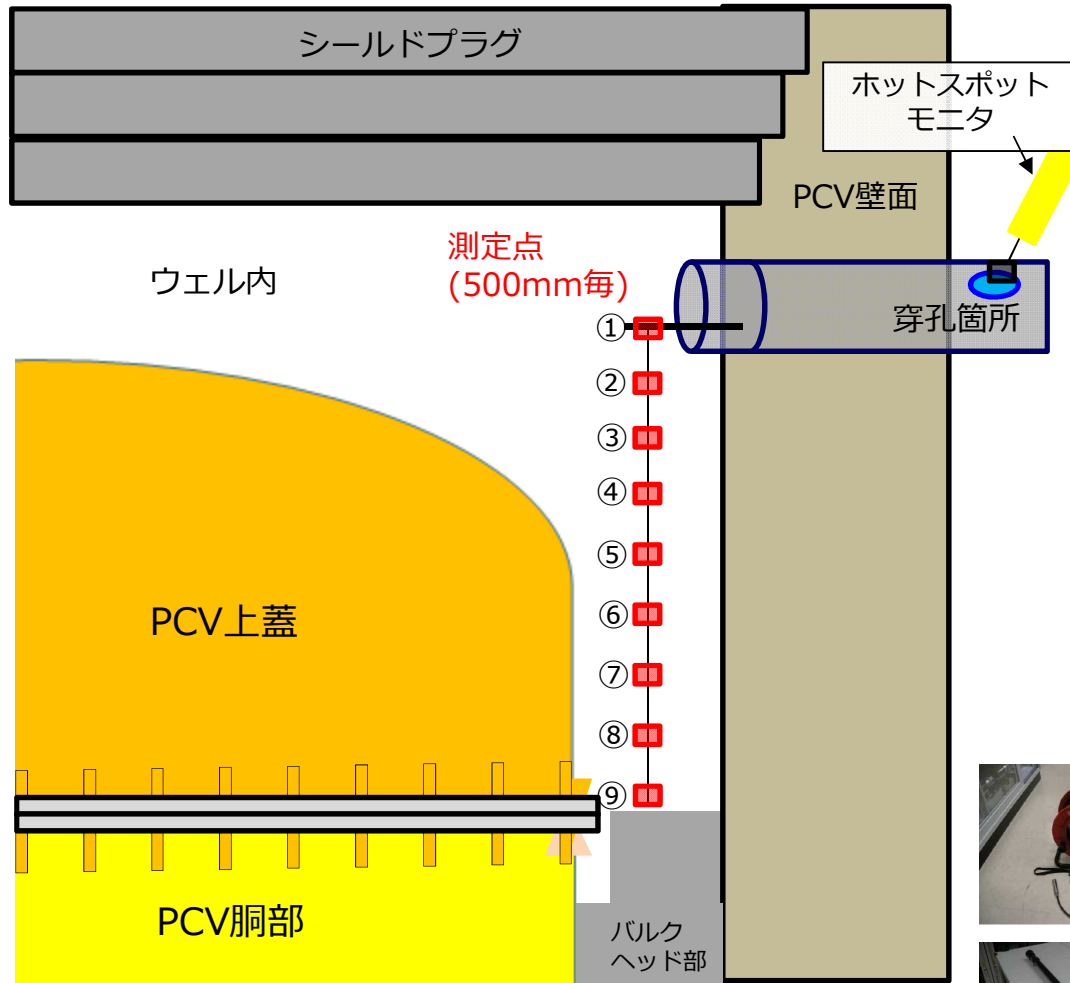 シールドプラグ
ホットスポット
モニタ
PCV壁面
測定点
(500mm毎)
ウェル内
穿孔箇所
①
②
③
④
⑤
⑥
PCV上蓋
⑦
⑧
⑨
PCV胴部
バルク
ヘッド部